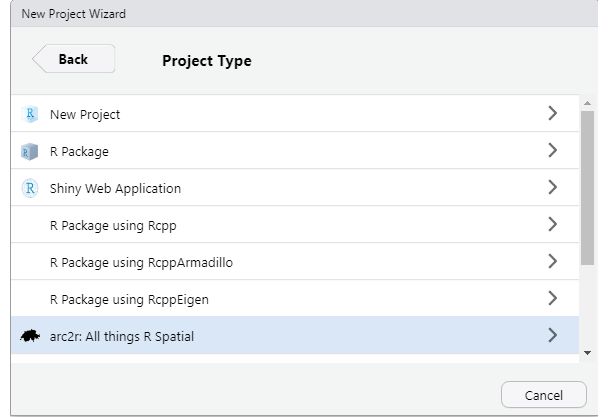 New Project Wizard
Back
Project Type
R New Project
R R Package
R Shiny Web Application
R Package using Rcpp
R Package using RcppArmadillo
R Package using RcppEigen
arc2r: All things R Spatial
Cancel